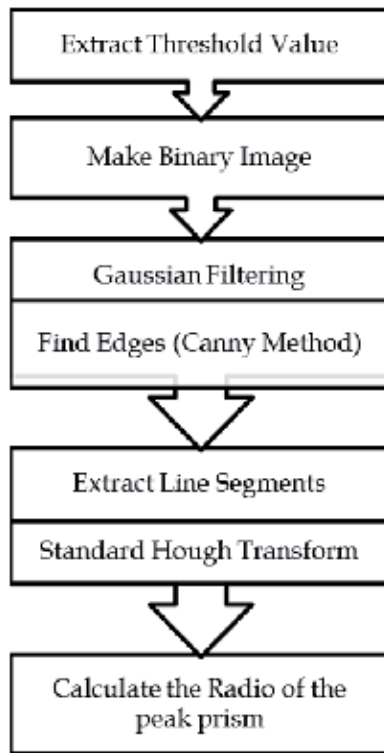 Extract Threshold Value
Make Binary Image
Gaussian Filtering
Find Edges (Canny Method)
Extract Line Segments
Standard Hough Transform
Calculate the Radio of the
peak prism